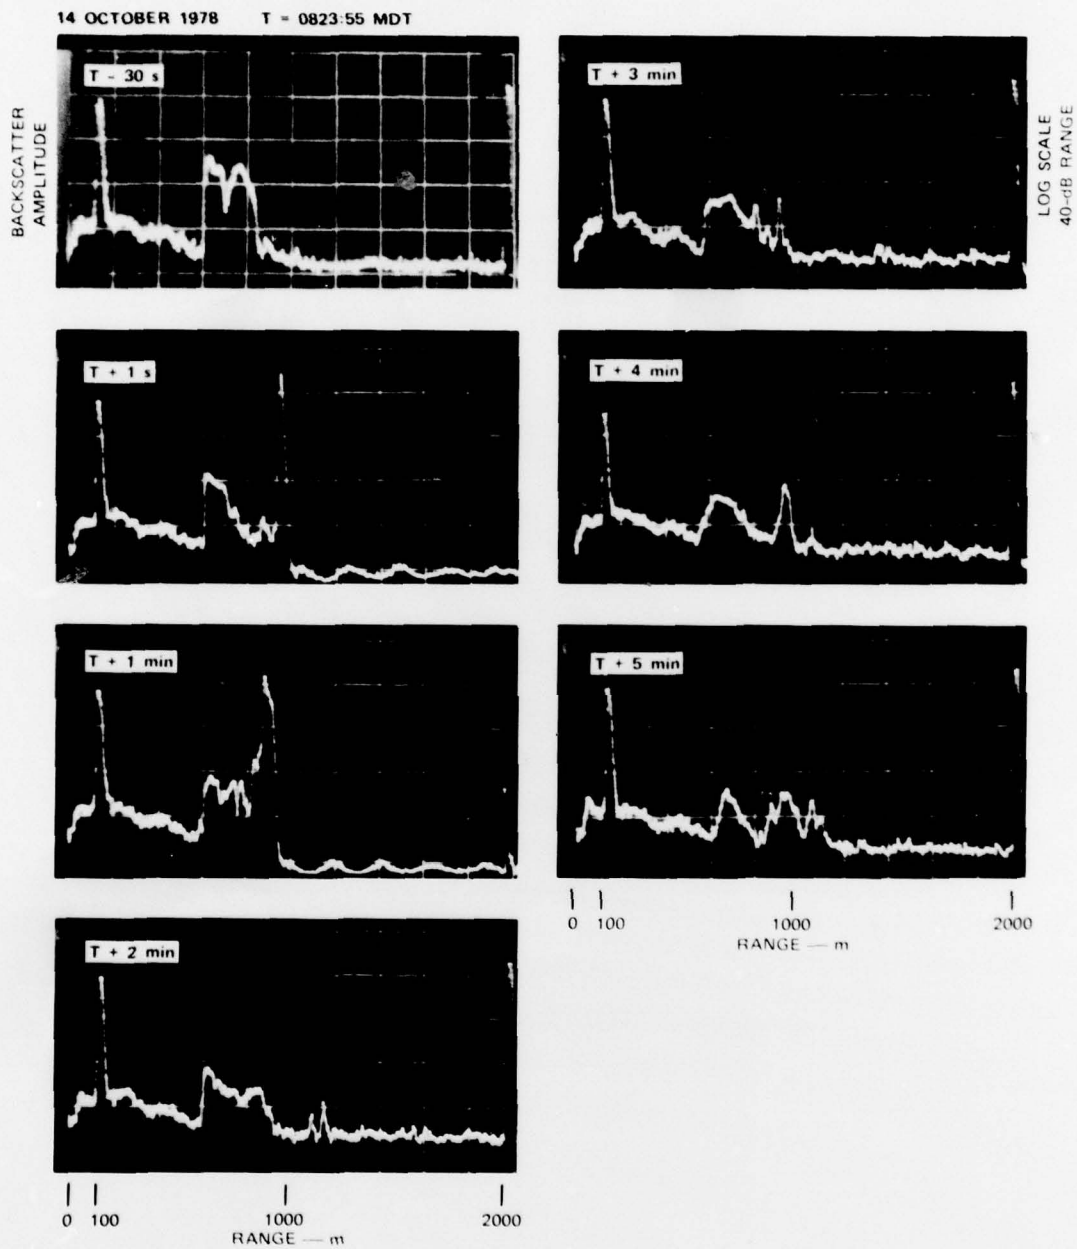 14 OCTOBER 1978 T = 0823:55 MDT
BACKSCATTER
AMPLITUDE
T - 30 s
T + 1 s
T + 1 min
T + 2 min
0 100 1000 2000
RANGE — m
T + 3 min
LOG SCALE
40-dB RANGE
T + 4 min
T + 5 min
0 100 1000 2000
RANGE — m